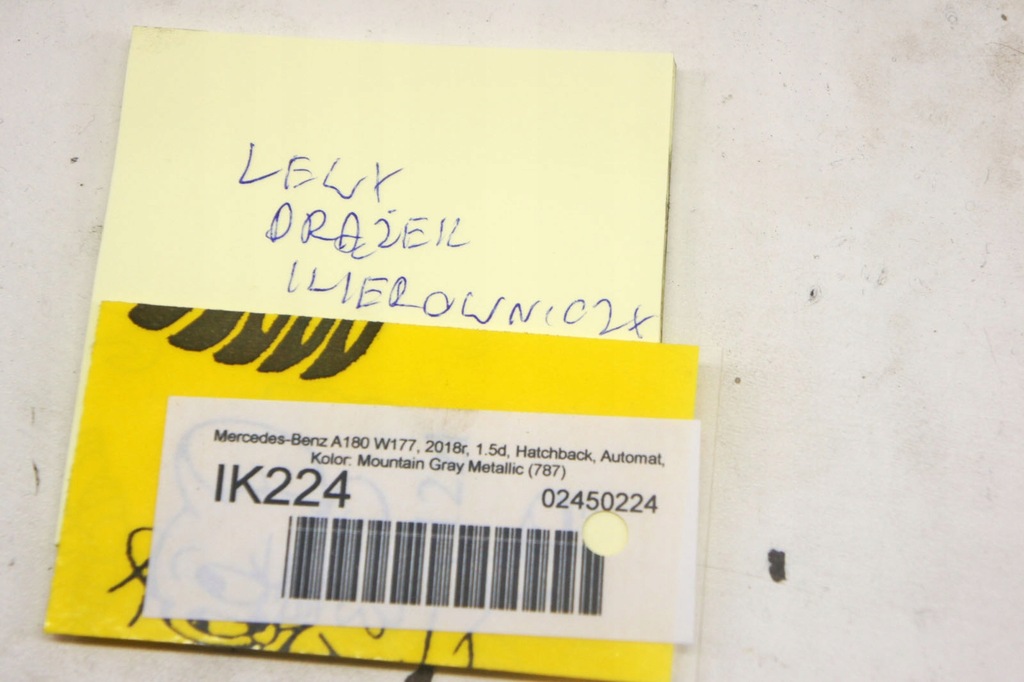 LEWY
DRĄŻEK
KIEROWNICZY
Mercedes-Benz A180 W177, 2018r, 1.5d, Hatchback, Automat,
Kolor: Mountain Gray Metallic (787)
IK224 02450224